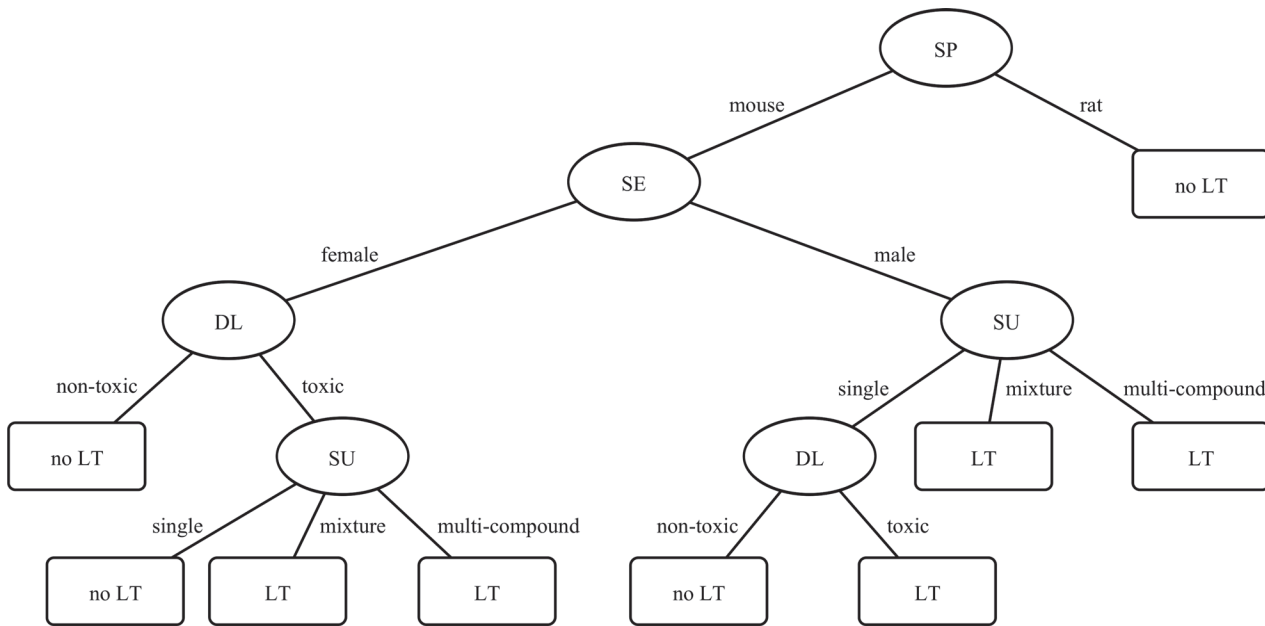 SP
mouse
rat
SE
no LT
female
male
DL
SU
non-toxic
toxic
single
mixture
multi-compound
no LT
SU
DL
LT
LT
single
mixture
multi-compound
non-toxic
toxic
no LT
LT
LT
no LT
LT